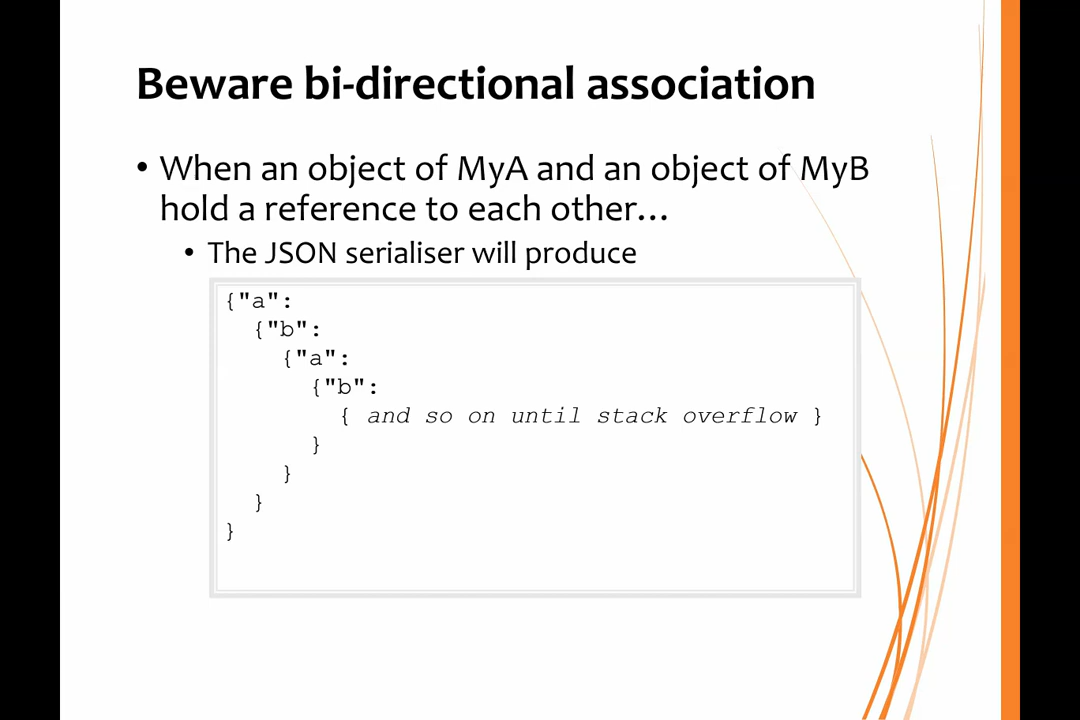 Beware bi-directional association
• When an object of MyA and an object of MyB
hold a reference to each other…
• The JSON serialiser will produce
{"a":
{"b":
{"a":
{"b":
{ and so on until stack overflow }
}
}
}
}